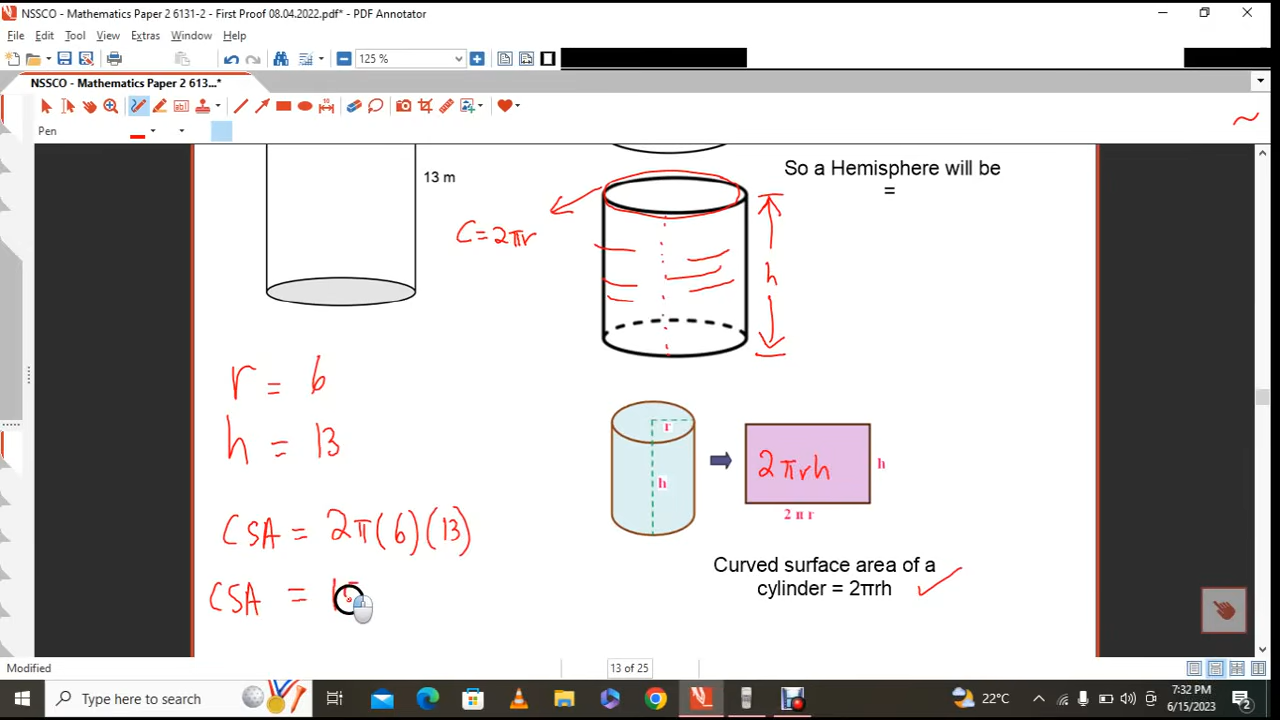 NSSCO - Mathematics Paper 2 6131-2 - First Proof 08.04.2022.pdf* - PDF Annotator
File Edit Tool View Extras Window Help
125 %
NSSCO - Mathematics Paper 2 613...*
Pen
13 m
So a Hemisphere will be
=
C = 2πr
h
r = 6
h = 13
r
h
2πrh
h
2 π r
CSA = 2π(6)(13)
Curved surface area of a
cylinder = 2πrh
CSA =
Modified
13 of 25
Type here to search
22°C
7:32 PM
6/15/2023
2